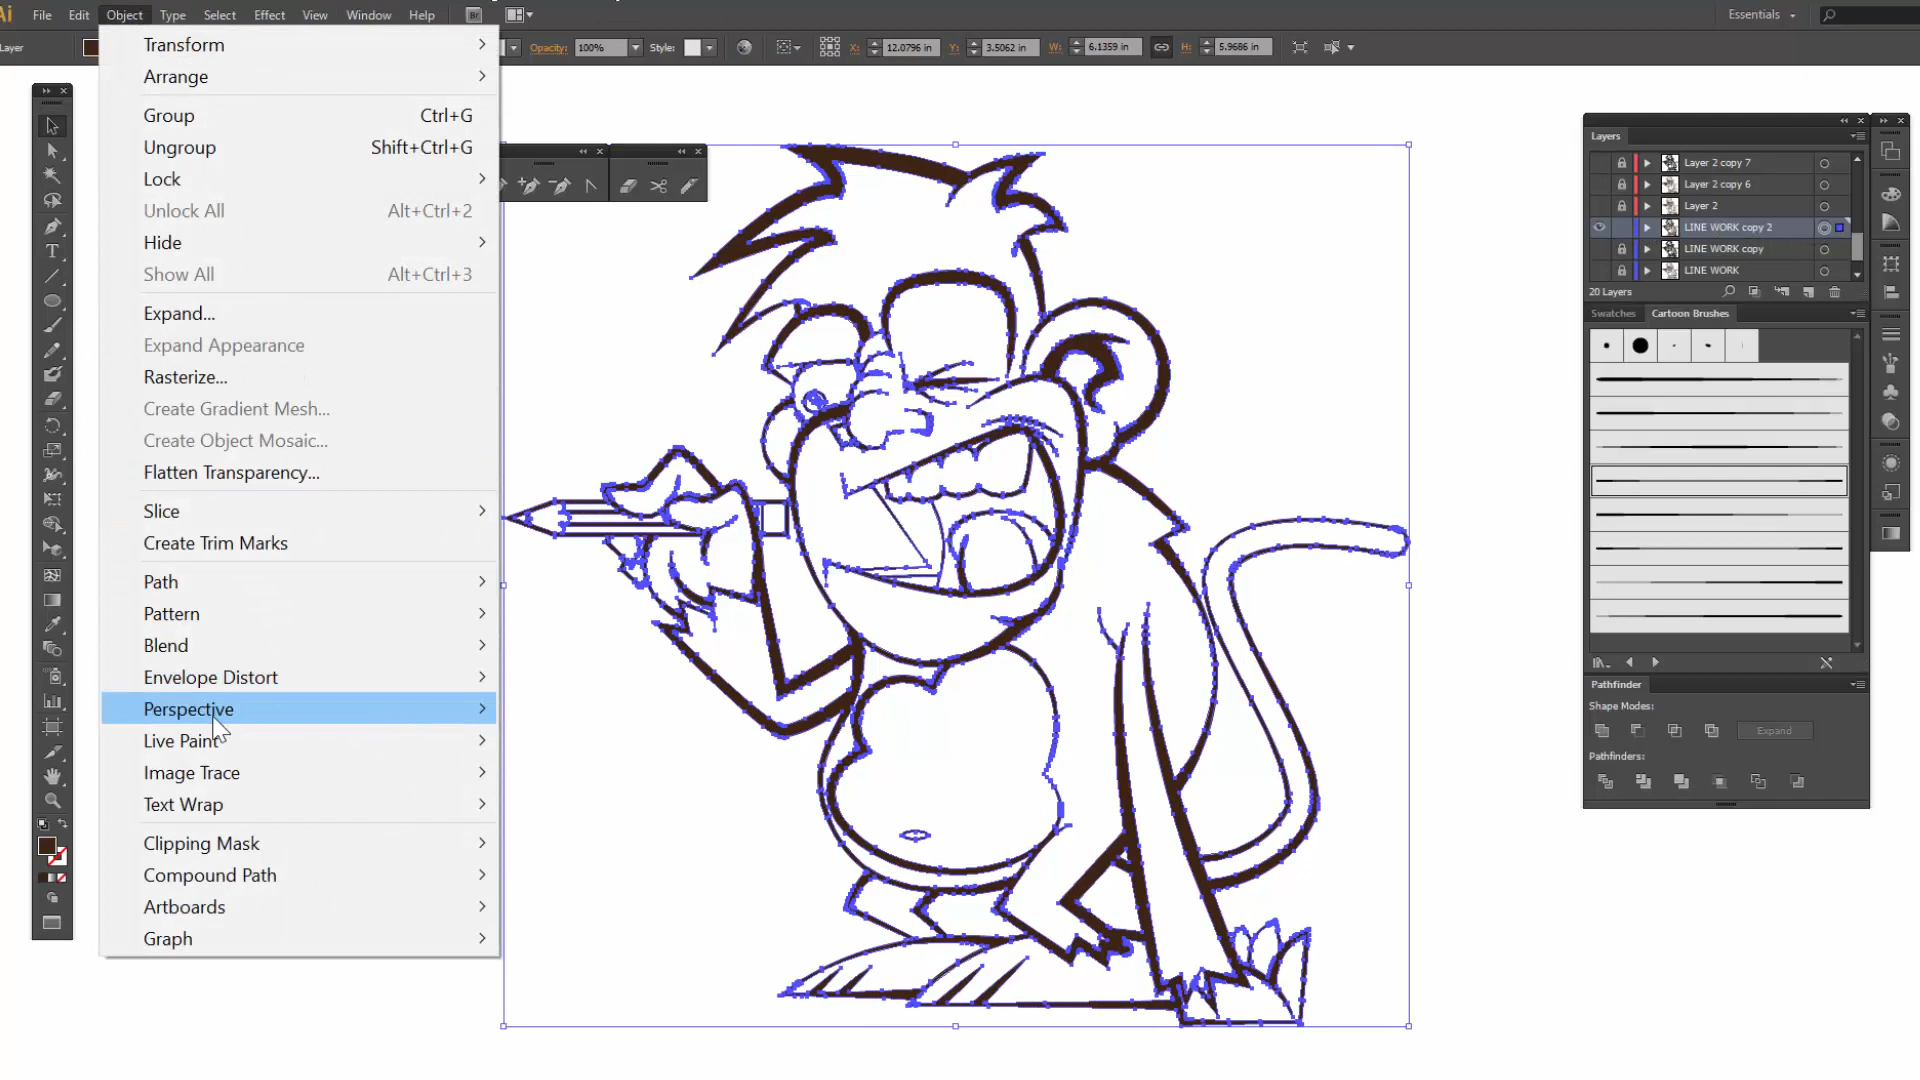 Ai File Edit Object Type Select Effect View Window Help Br Essentials
Layer Opacity: 100% Style: X: 12.0796 in Y: 3.5062 in W: 6.1359 in H: 5.9686 in
Transform
Arrange
Group Ctrl+G
Ungroup Shift+Ctrl+G
Lock
Unlock All Alt+Ctrl+2
Hide
Show All Alt+Ctrl+3
Expand...
Expand Appearance
Rasterize...
Create Gradient Mesh...
Create Object Mosaic...
Flatten Transparency...
Slice
Create Trim Marks
Path
Pattern
Blend
Envelope Distort
Perspective
Live Paint
Image Trace
Text Wrap
Clipping Mask
Compound Path
Artboards
Graph
Layers
Layer 2 copy 7
Layer 2 copy 6
Layer 2
LINE WORK copy 2
LINE WORK copy
LINE WORK
20 Layers
Swatches Cartoon Brushes
Pathfinder
Shape Modes:
Expand
Pathfinders: